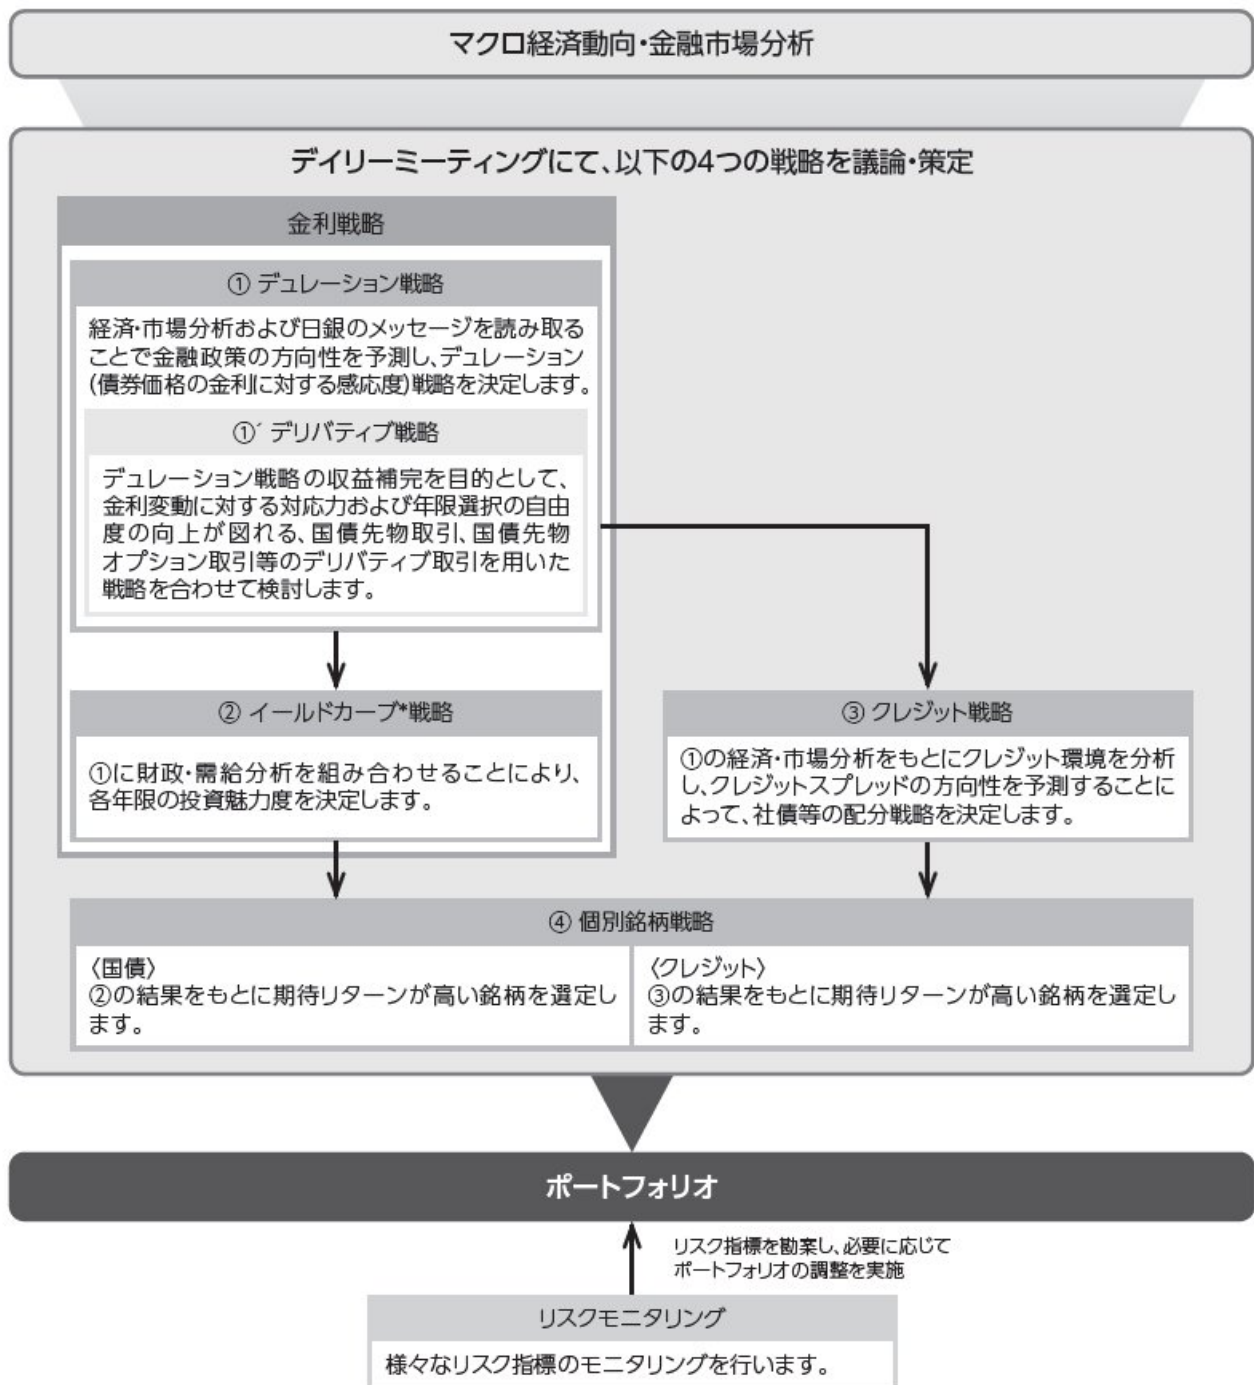 マクロ経済動向・金融市場分析
デイリーミーティングにて、以下の4つの戦略を議論・策定
金利戦略
① デュレーション戦略
経済・市場分析および日銀のメッセージを読み取る
ことで金融政策の方向性を予測し、デュレーション
(債券価格の金利に対する感応度)戦略を決定します。
①´ デリバティブ戦略
デュレーション戦略の収益補完を目的として、
金利変動に対する対応力および年限選択の自由
度の向上が図れる、国債先物取引、国債先物
オプション取引等のデリバティブ取引を用いた
戦略を合わせて検討します。
② イールドカーブ*戦略
①に財政・需給分析を組み合わせることにより、
各年限の投資魅力度を決定します。
③ クレジット戦略
①の経済・市場分析をもとにクレジット環境を分析
し、クレジットスプレッドの方向性を予測することに
よって、社債等の配分戦略を決定します。
④ 個別銘柄戦略
〈国債〉
②の結果をもとに期待リターンが高い銘柄を選定し
ます。
〈クレジット〉
③の結果をもとに期待リターンが高い銘柄を選定し
ます。
ポートフォリオ
リスク指標を勘案し、必要に応じて
ポートフォリオの調整を実施
リスクモニタリング
様々なリスク指標のモニタリングを行います。